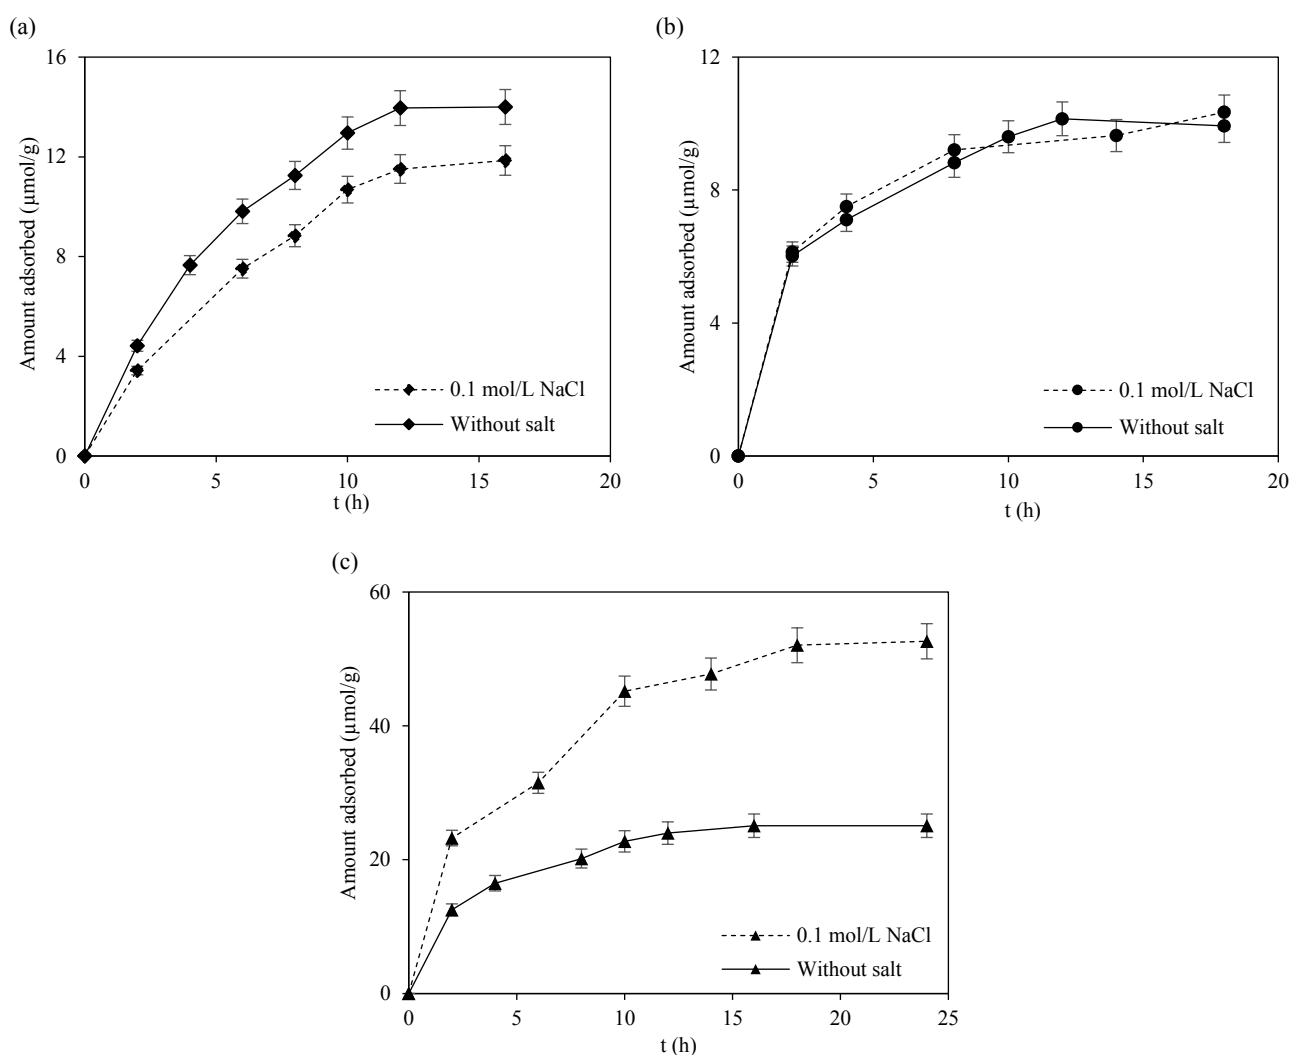 (a)
16
12
8
4
0
Amount adsorbed (µmol/g)
0 5 10 15 20
t (h)
0.1 mol/L NaCl
Without salt
(b)
12
8
4
0
Amount adsorbed (µmol/g)
0 5 10 15 20
t (h)
0.1 mol/L NaCl
Without salt
(c)
60
40
20
0
Amount adsorbed (µmol/g)
0 5 10 15 20 25
t (h)
0.1 mol/L NaCl
Without salt